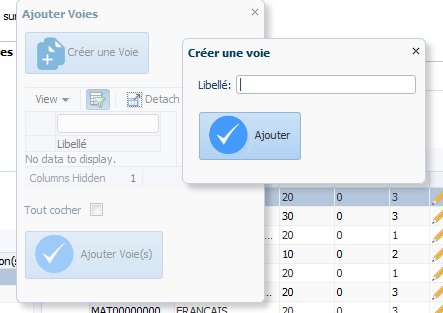 sur
Ajouter Voies
Créer une Voie
Créer une voie
es
Libellé:
View
Detach
Ajouter
Libellé
No data to display.
Columns Hidden 1
20 0 3
Tout cocher
30 0 3
... 20 0 1
on(s
Ajouter Voie(s)
10 0 2
... 20 0 1
... 20 0 3
MAT00000000 FRANCAIS 20 0 3